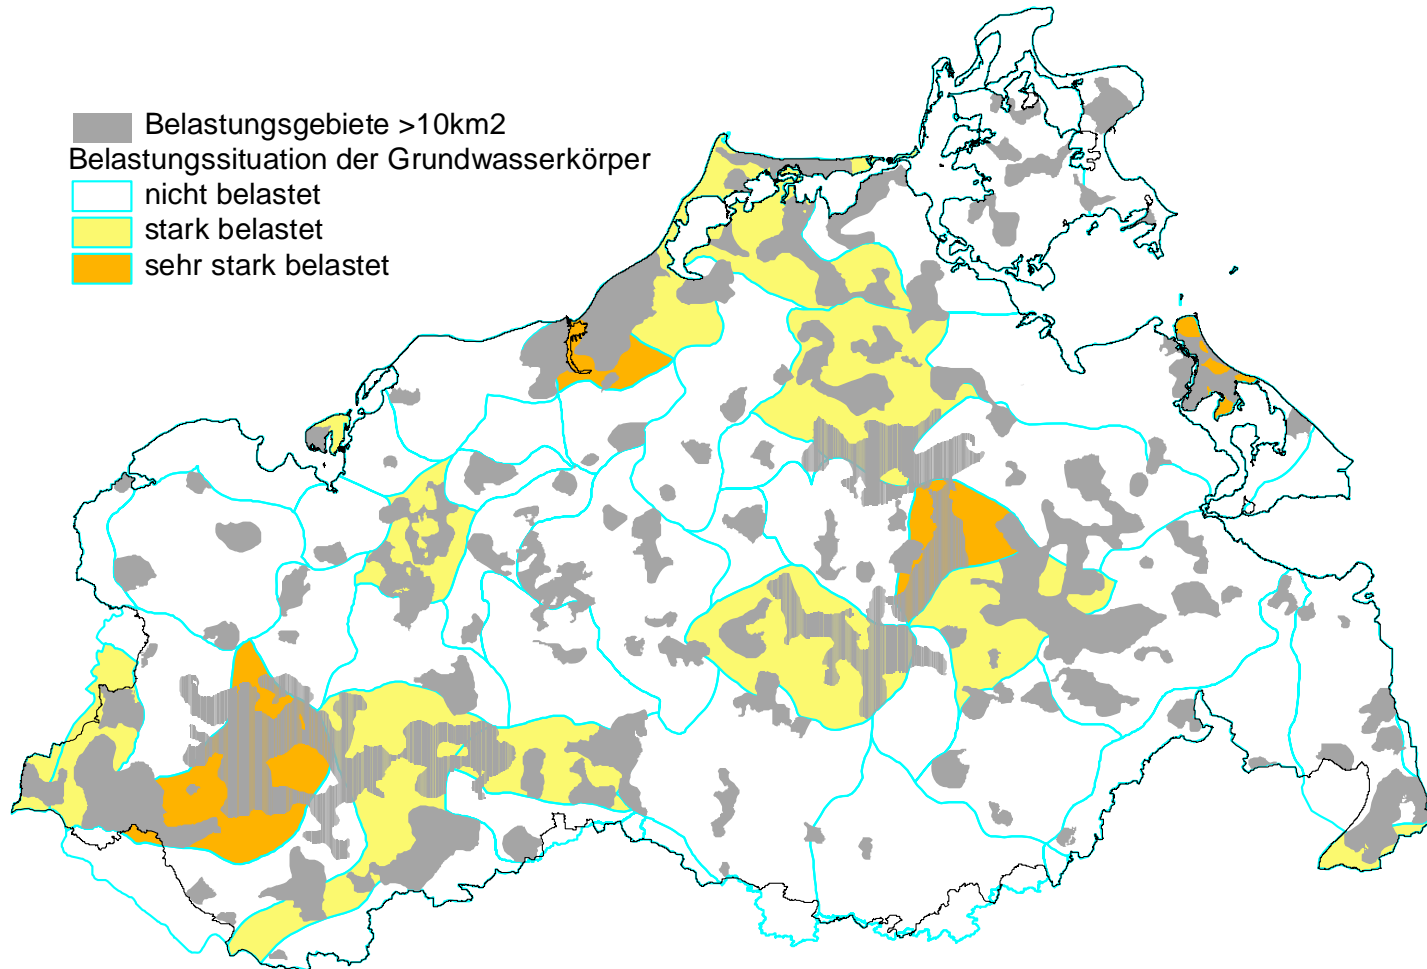 Belastungsgebiete >10km2
Belastungssituation der Grundwasserkörper
nicht belastet
stark belastet
sehr stark belastet